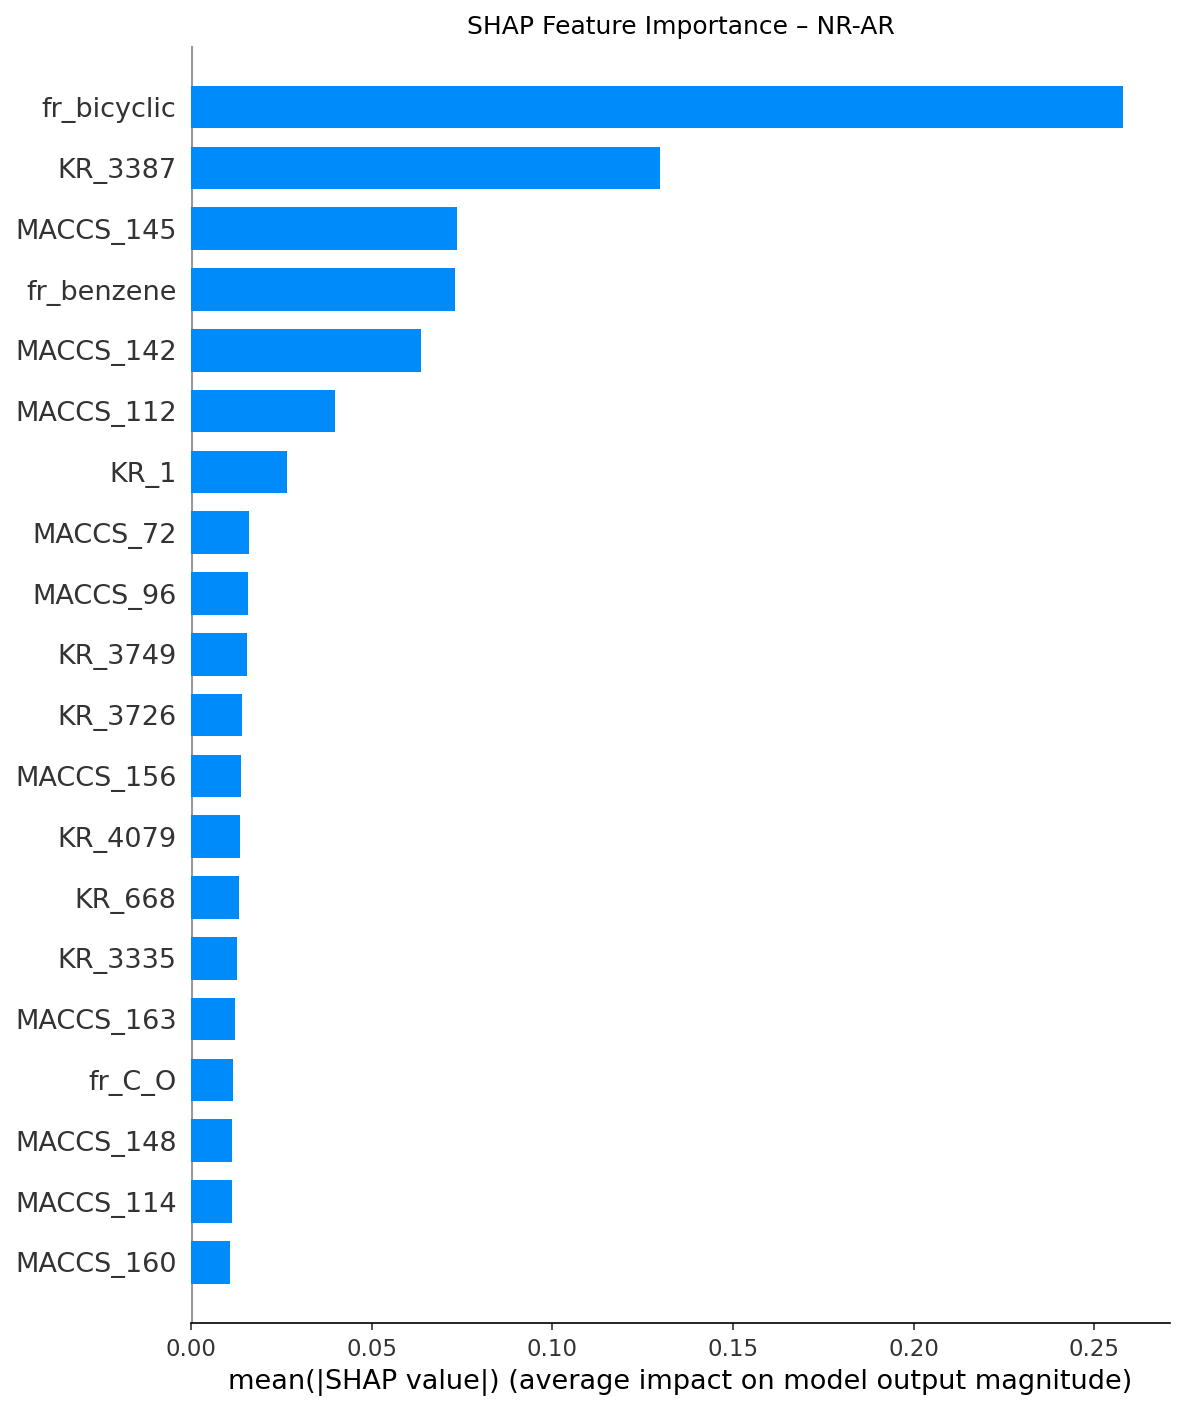 SHAP Feature Importance – NR-AR
fr_bicyclic
KR_3387
MACCS_145
fr_benzene
MACCS_142
MACCS_112
KR_1
MACCS_72
MACCS_96
KR_3749
KR_3726
MACCS_156
KR_4079
KR_668
KR_3335
MACCS_163
fr_C_O
MACCS_148
MACCS_114
MACCS_160
0.00 0.05 0.10 0.15 0.20 0.25
mean(|SHAP value|) (average impact on model output magnitude)